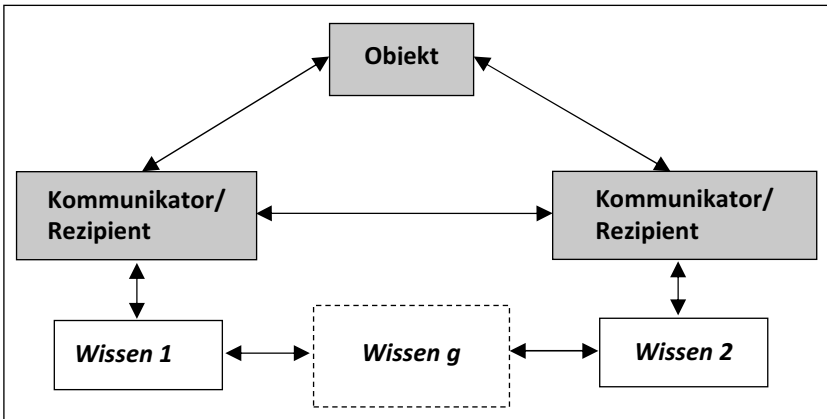 Objekt
Kommunikator/
Rezipient
Kommunikator/
Rezipient
Wissen 1
Wissen g
Wissen 2